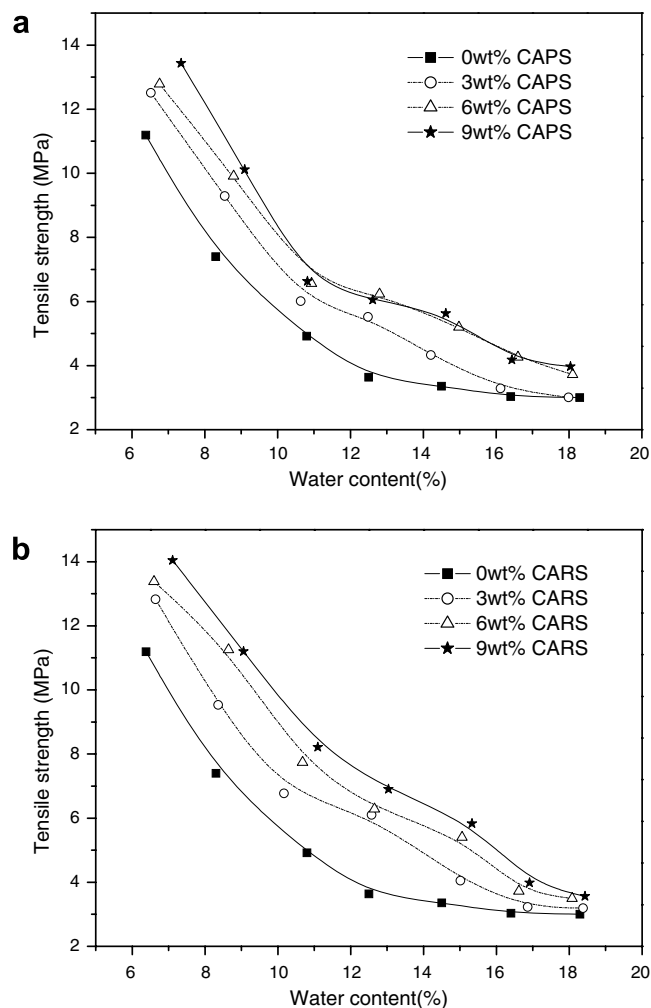 a
14
12
10
8
6
4
2
Tensile strength (MPa)
0wt% CAPS
3wt% CAPS
6wt% CAPS
9wt% CAPS
6 8 10 12 14 16 18 20
Water content(%)
b
14
12
10
8
6
4
2
Tensile strength (MPa)
0wt% CARS
3wt% CARS
6wt% CARS
9wt% CARS
6 8 10 12 14 16 18 20
Water content(%)